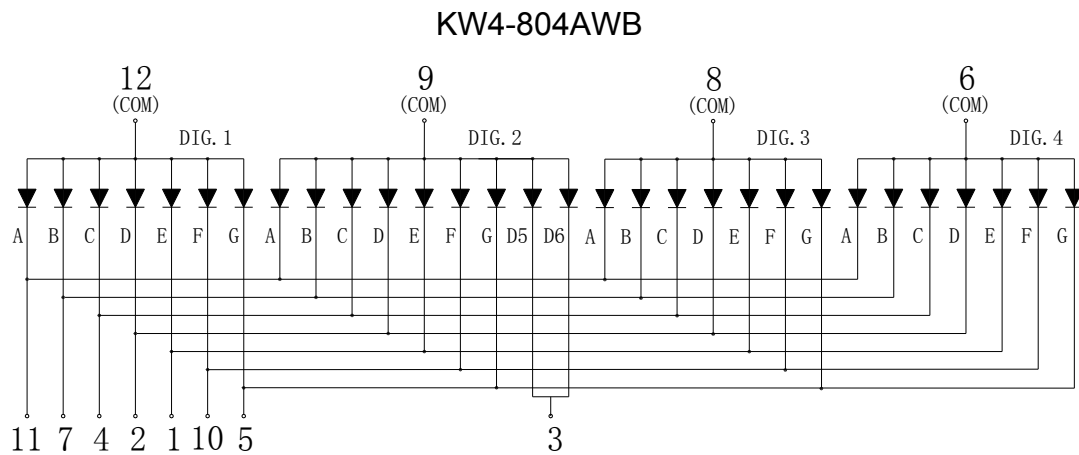 KW4-804AWB
12 9 8 6
(COM) (COM) (COM) (COM)
DIG.1 DIG.2 DIG.3 DIG.4
A B C D E F G A B C D E F G D5 D6 A B C D E F G A B C D E F G
11 7 4 2 1 10 5 3